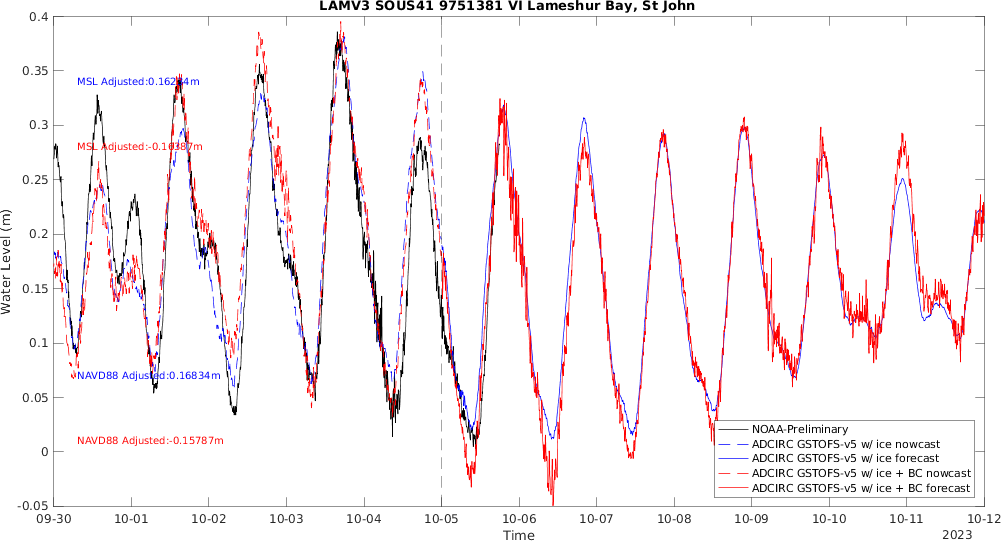 LAMV3 SOUS41 9751381 VI Lameshur Bay, St John
0.4
0.35
0.3
0.25
0.2
0.15
0.1
0.05
0
-0.05
Water Level (m)
MSL Adjusted:0.16234m
MSL Adjusted:-0.16387m
NAVD88 Adjusted:0.16834m
NAVD88 Adjusted:-0.15787m
NOAA-Preliminary
ADCIRC GSTOFS-v5 w/ ice nowcast
ADCIRC GSTOFS-v5 w/ ice forecast
ADCIRC GSTOFS-v5 w/ ice + BC nowcast
ADCIRC GSTOFS-v5 w/ ice + BC forecast
09-30 10-01 10-02 10-03 10-04 10-05 10-06 10-07 10-08 10-09 10-10 10-11 10-12
Time
2023